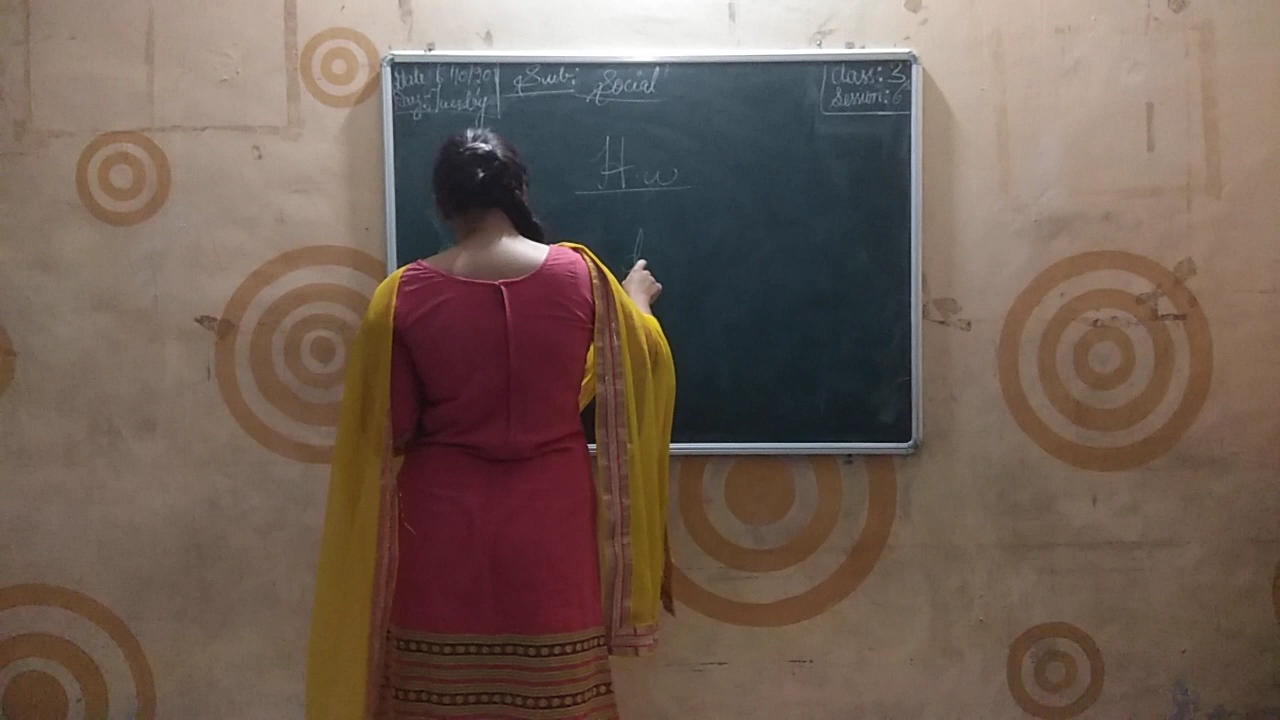 Date 6/10/20
Day:-Tuesday
Sub: Social
Class: 3
Session: 6
H.w